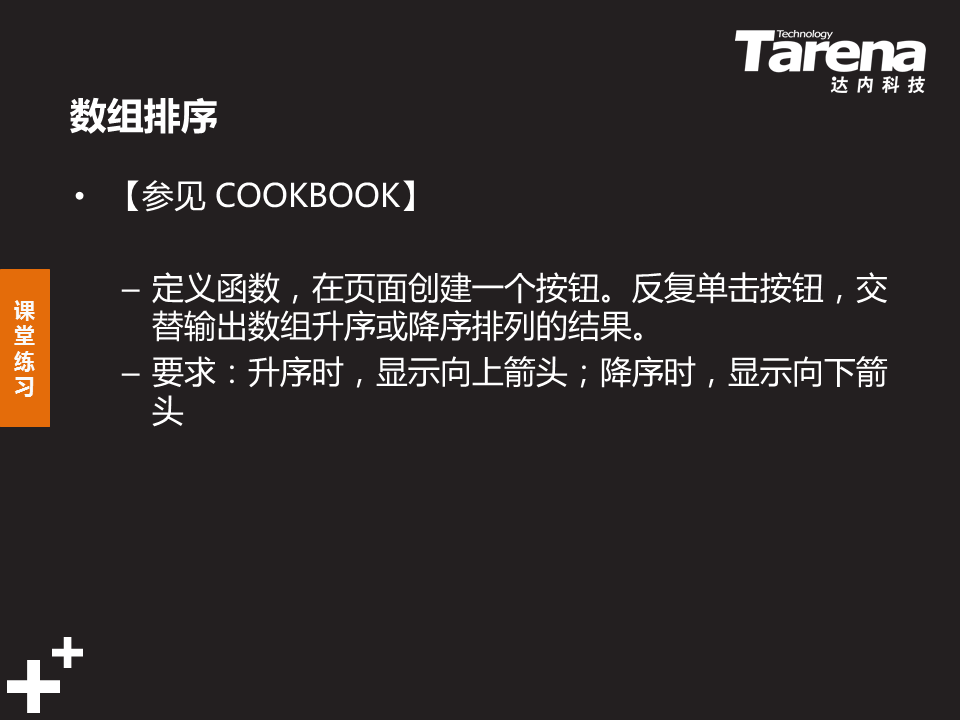 Technology
Tarena
达内科技
数组排序
• 【参见 COOKBOOK】
– 定义函数，在页面创建一个按钮。反复单击按钮，交
替输出数组升序或降序排列的结果。
– 要求：升序时，显示向上箭头；降序时，显示向下箭
头
课
堂
练
习